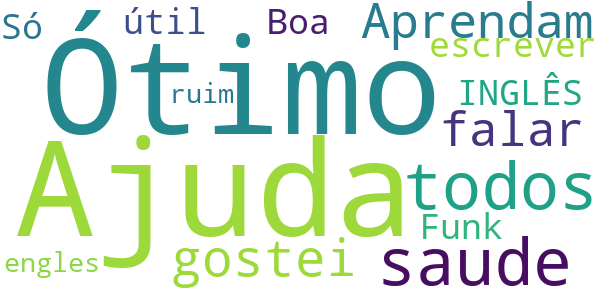 Só útil Boa Aprendam
Ótimo escrever
ruim INGLÊS
falar
Ajuda todos
Funk
engles gostei saude